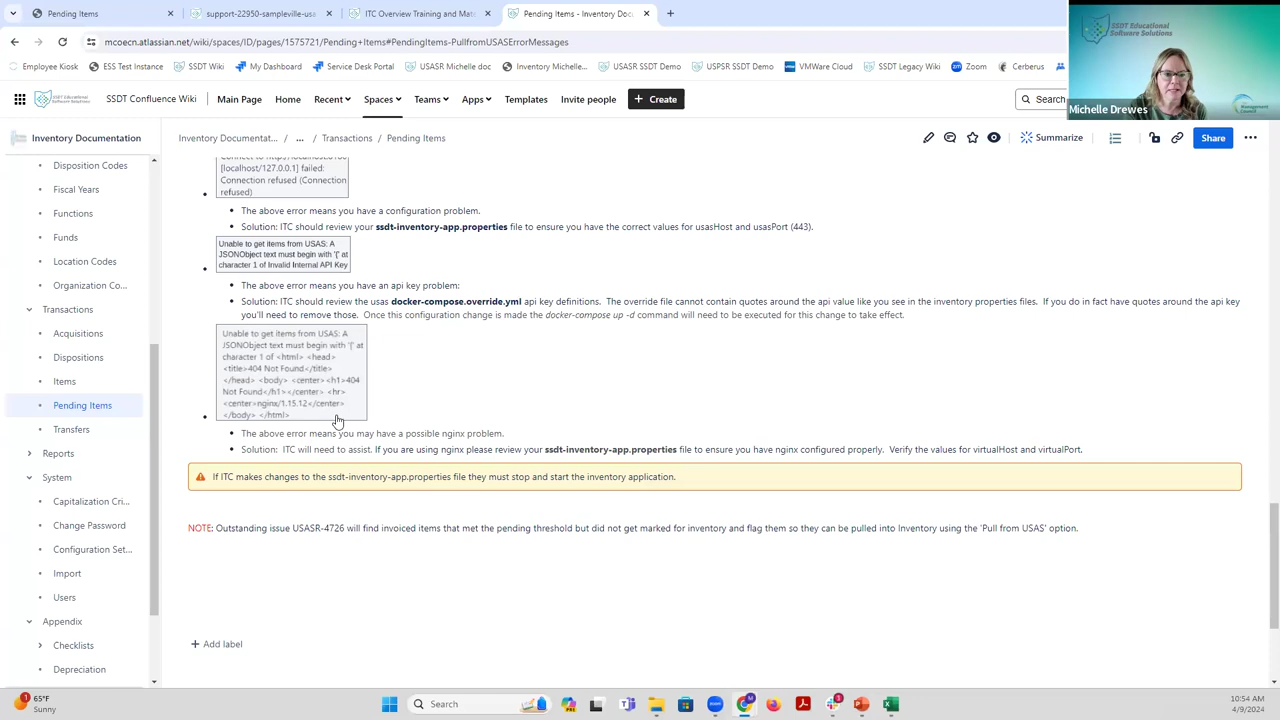 Pending Items
support-22950-sampleville-usa
ITC Overview Training and Mat
Pending Items - Inventory Doc
mcoecn.atlassian.net/wiki/spaces/ID/pages/1575721/Pending+Items#PendingItems-PullfromUSASErrorMessages
Employee Kiosk
ESS Test Instance
SSDT Wiki
My Dashboard
Service Desk Portal
USASR Michelle doc
Inventory Michelle...
USASR SSDT Demo
USPSR SSDT Demo
VMWare Cloud
SSDT Legacy Wiki
Zoom
Cerberus
SSDT Educational
Software Solutions
Management
Council
Michelle Drewes
SSDT Confluence Wiki
Main Page
Home
Recent
Spaces
Teams
Apps
Templates
Invite people
Create
Search
Inventory Documentation
Inventory Documentat... / ... / Transactions / Pending Items
Summarize
Share
Disposition Codes
Fiscal Years
Functions
Funds
Location Codes
Organization Co...
Transactions
Acquisitions
Dispositions
Items
Pending Items
Transfers
Reports
System
Capitalization Cri...
Change Password
Configuration Set...
Import
Users
Appendix
Checklists
Depreciation
[localhost/127.0.0.1] failed:
Connection refused (Connection
refused)
The above error means you have a configuration problem.
Solution: ITC should review your ssdt-inventory-app.properties file to ensure you have the correct values for usasHost and usasPort (443).
Unable to get items from USAS: A
JSONObject text must begin with '{' at
character 1 of Invalid Internal API Key
The above error means you have an api key problem:
Solution: ITC should review the usas docker-compose.override.yml api key definitions. The override file cannot contain quotes around the api value like you see in the inventory properties files. If you do in fact have quotes around the api key
you'll need to remove those. Once this configuration change is made the docker-compose up -d command will need to be executed for this change to take effect.
Unable to get items from USAS: A
JSONObject text must begin with '{' at
character 1 of <html> <head>
<title>404 Not Found</title>
</head> <body> <center><h1>404
Not Found</h1></center> <hr>
<center>nginx/1.15.12</center>
</body> </html>
The above error means you may have a possible nginx problem.
Solution: ITC will need to assist. If you are using nginx please review your ssdt-inventory-app.properties file to ensure you have nginx configured properly. Verify the values for virtualHost and virtualPort.
If ITC makes changes to the ssdt-inventory-app.properties file they must stop and start the inventory application.
NOTE: Outstanding issue USASR-4726 will find invoiced items that met the pending threshold but did not get marked for inventory and flag them so they can be pulled into Inventory using the 'Pull from USAS' option.
Add label
1
65°F
Sunny
Search
10:54 AM
4/9/2024